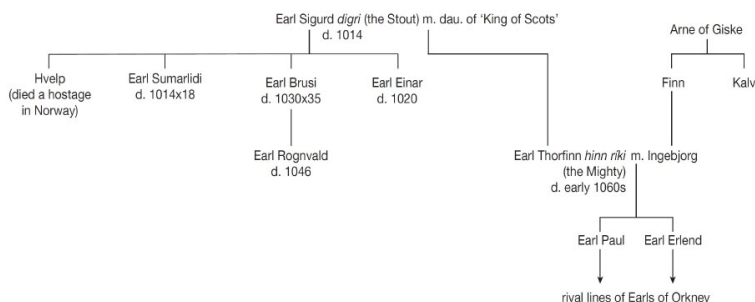 Earl Sigurd digri (the Stout) m. dau. of ‘King of Scots’
d. 1014
Arne of Giske
Hvelp
(died a hostage
in Norway)
Earl Sumarlidi
d. 1014x18
Earl Brusi
d. 1030x35
Earl Einar
d. 1020
Finn
Kalv
Earl Rognvald
d. 1046
Earl Thorfinn hinn ríki m. Ingebjorg
(the Mighty)
d. early 1060s
Earl Paul
Earl Erlend
rival lines of Earls of Orkney